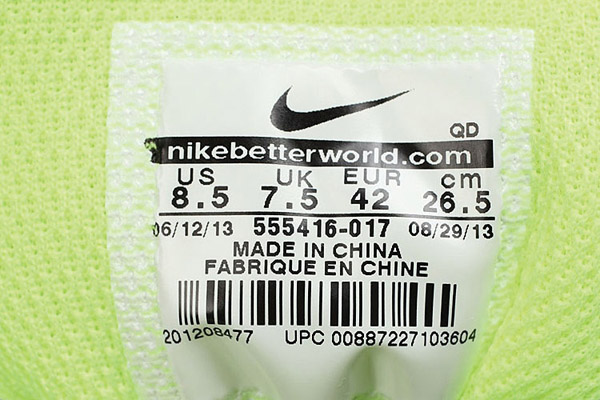 QD
nikebetterworld.com
US UK EUR cm
8.5 7.5 42 26.5
06/12/13 555416-017 08/29/13
MADE IN CHINA
FABRIQUE EN CHINE
201208477 UPC 00887227103604